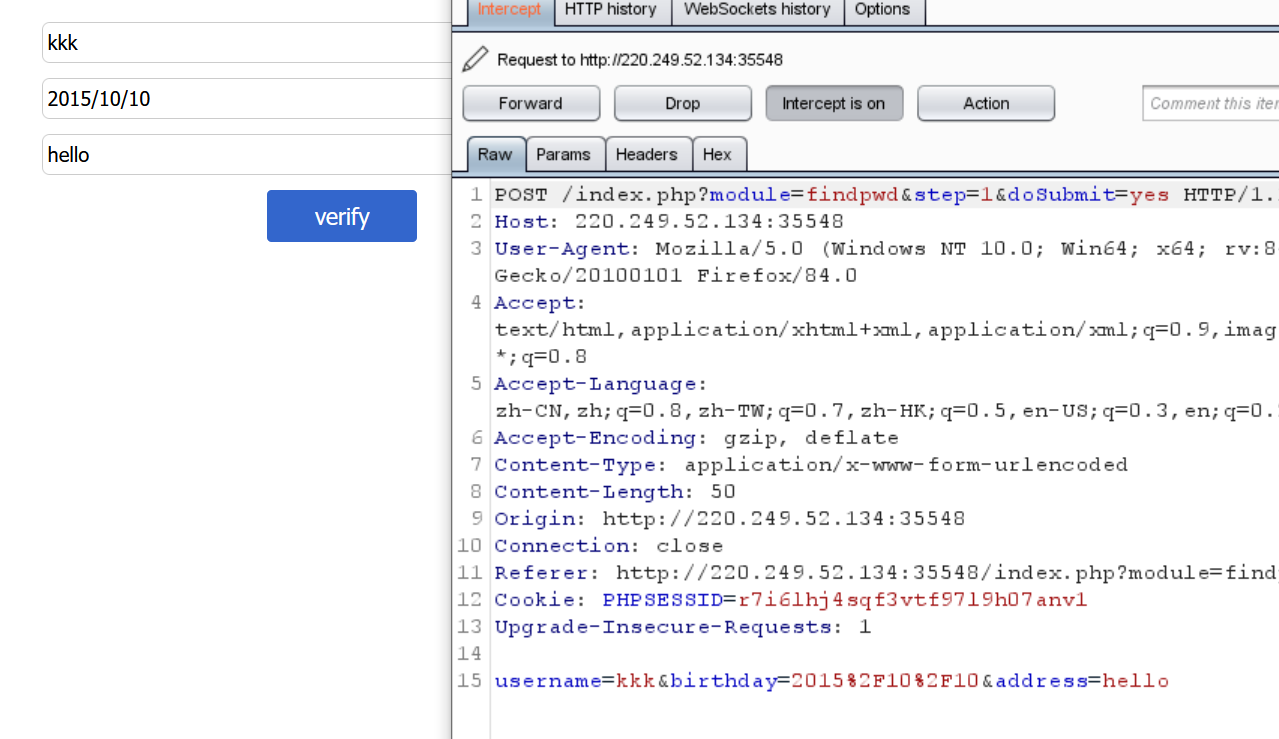 kkk
2015/10/10
hello
verify
Intercept HTTP history WebSockets history Options
Request to http://220.249.52.134:35548
Forward Drop Intercept is on Action Comment this
Raw Params Headers Hex
1 POST /index.php?module=findpwd&step=1&doSubmit=yes HTTP/1.
2 Host: 220.249.52.134:35548
3 User-Agent: Mozilla/5.0 (Windows NT 10.0; Win64; x64; rv:8
Gecko/20100101 Firefox/84.0
4 Accept:
text/html,application/xhtml+xml,application/xml;q=0.9,imag
*;q=0.8
5 Accept-Language:
zh-CN,zh;q=0.8,zh-TW;q=0.7,zh-HK;q=0.5,en-US;q=0.3,en;q=0.
6 Accept-Encoding: gzip, deflate
7 Content-Type: application/x-www-form-urlencoded
8 Content-Length: 50
9 Origin: http://220.249.52.134:35548
10 Connection: close
11 Referer: http://220.249.52.134:35548/index.php?module=find
12 Cookie: PHPSESSID=r7i6lhj4sqf3vtf97l9h07anv1
13 Upgrade-Insecure-Requests: 1
14
15 username=kkk&birthday=2015%2F10%2F10&address=hello